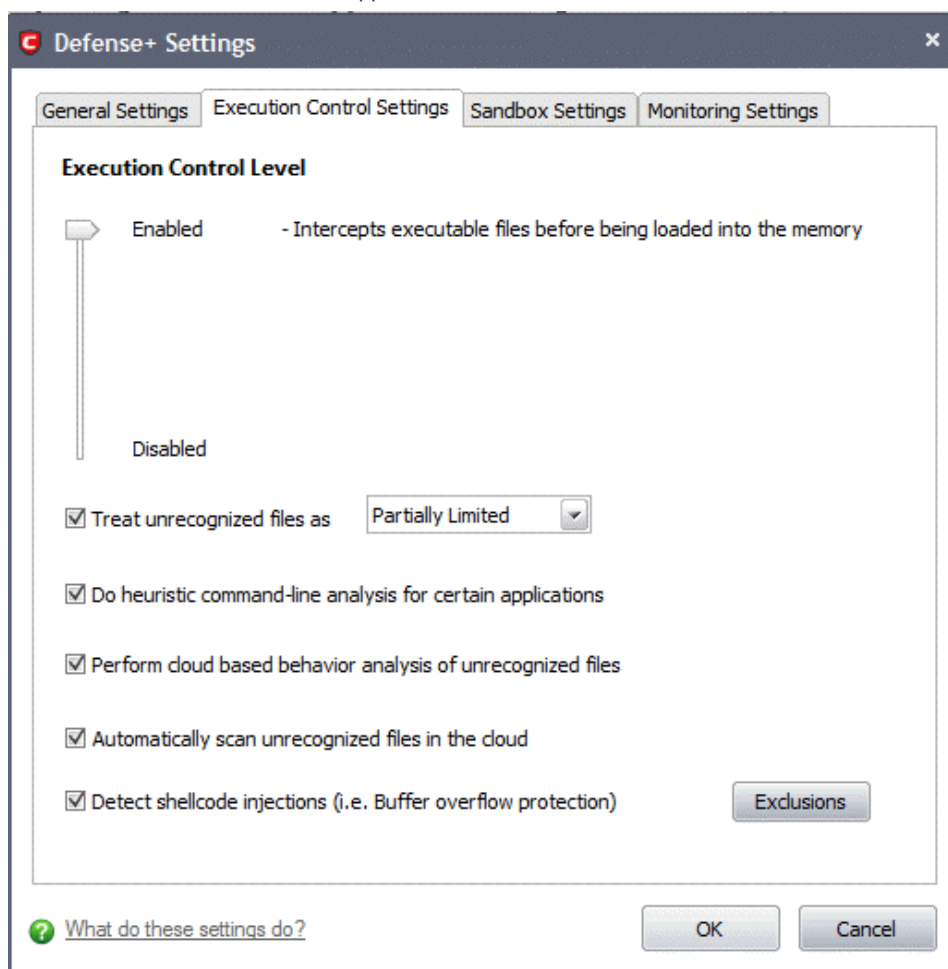 Defense+ Settings
General Settings Execution Control Settings Sandbox Settings Monitoring Settings
Execution Control Level
Enabled - Intercepts executable files before being loaded into the memory
Disabled
Treat unrecognized files as Partially Limited
Do heuristic command-line analysis for certain applications
Perform cloud based behavior analysis of unrecognized files
Automatically scan unrecognized files in the cloud
Detect shellcode injections (i.e. Buffer overflow protection) Exclusions
What do these settings do? OK Cancel